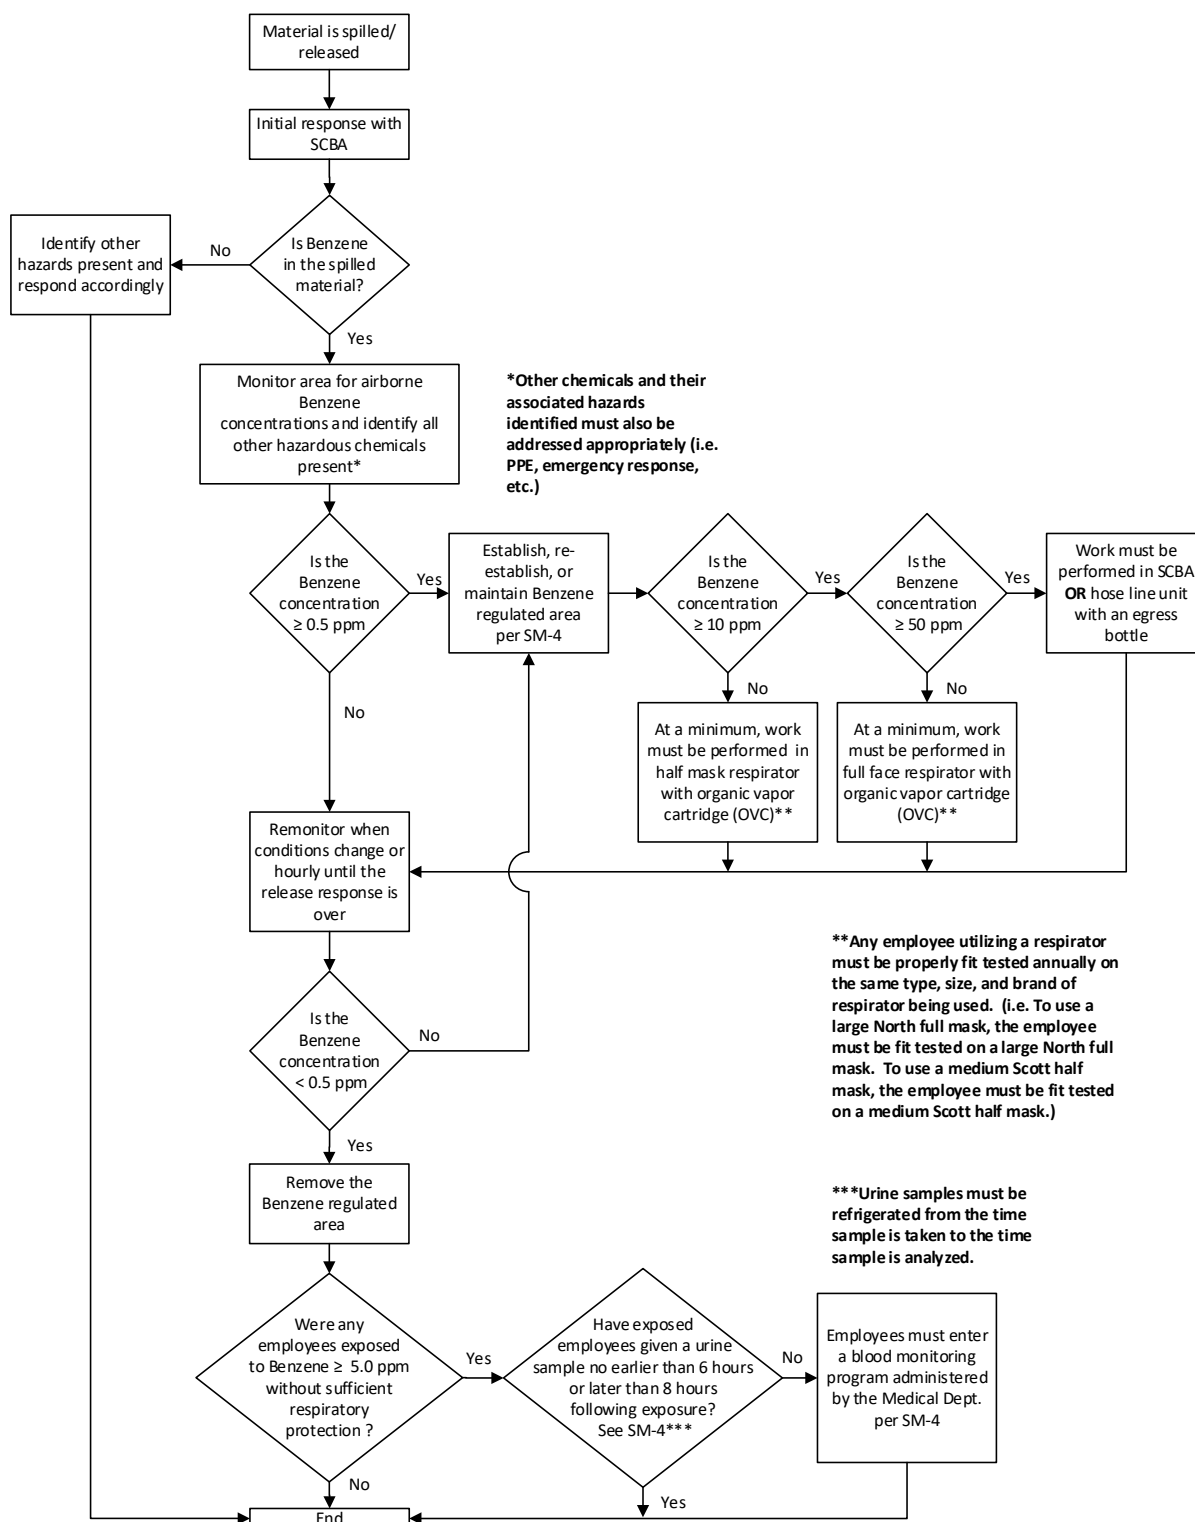 Material is spilled/
released
Initial response with
SCBA
Is Benzene
in the spilled
material?
No
Identify other
hazards present and
respond accordingly
Yes
Monitor area for airborne
Benzene
concentrations and identify all
other hazardous chemicals
present*
*Other chemicals and their
associated hazards
identified must also be
addressed appropriately (i.e.
PPE, emergency response,
etc.)
Is the
Benzene
concentration
≥ 0.5 ppm
Yes
Establish, re-
establish, or
maintain Benzene
regulated area
per SM-4
Is the
Benzene
concentration
≥ 10 ppm
Yes
Is the
Benzene
concentration
≥ 50 ppm
Yes
Work must be
performed in SCBA
OR hose line unit
with an egress
bottle
No
No
No
At a minimum, work
must be performed in
half mask respirator
with organic vapor
cartridge (OVC)**
At a minimum, work
must be performed in
full face respirator with
organic vapor cartridge
(OVC)**
Remonitor when
conditions change or
hourly until the
release response is
over
**Any employee utilizing a respirator
must be properly fit tested annually on
the same type, size, and brand of
respirator being used. (i.e. To use a
large North full mask, the employee
must be fit tested on a large North full
mask. To use a medium Scott half
mask, the employee must be fit tested
on a medium Scott half mask.)
Is the
Benzene
concentration
< 0.5 ppm
No
Yes
Remove the
Benzene regulated
area
***Urine samples must be
refrigerated from the time
sample is taken to the time
sample is analyzed.
Were any
employees exposed
to Benzene ≥ 5.0 ppm
without sufficient
respiratory
protection ?
Yes
Have exposed
employees given a urine
sample no earlier than 6 hours
or later than 8 hours
following exposure?
See SM-4***
No
Employees must enter
a blood monitoring
program administered
by the Medical Dept.
per SM-4
No
Yes
End